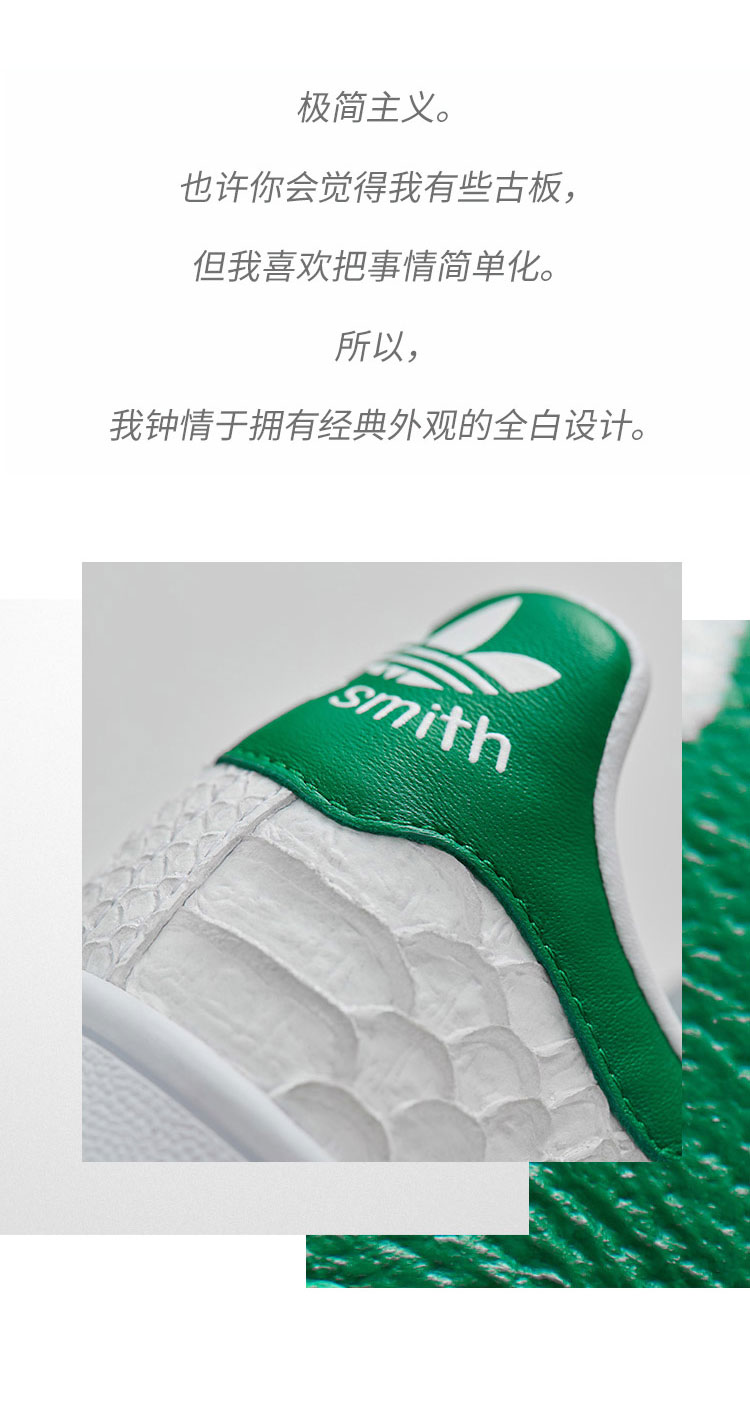 极简主义。
也许你会觉得我有些古板，
但我喜欢把事情简单化。
所以，
我钟情于拥有经典外观的全白设计。
smith